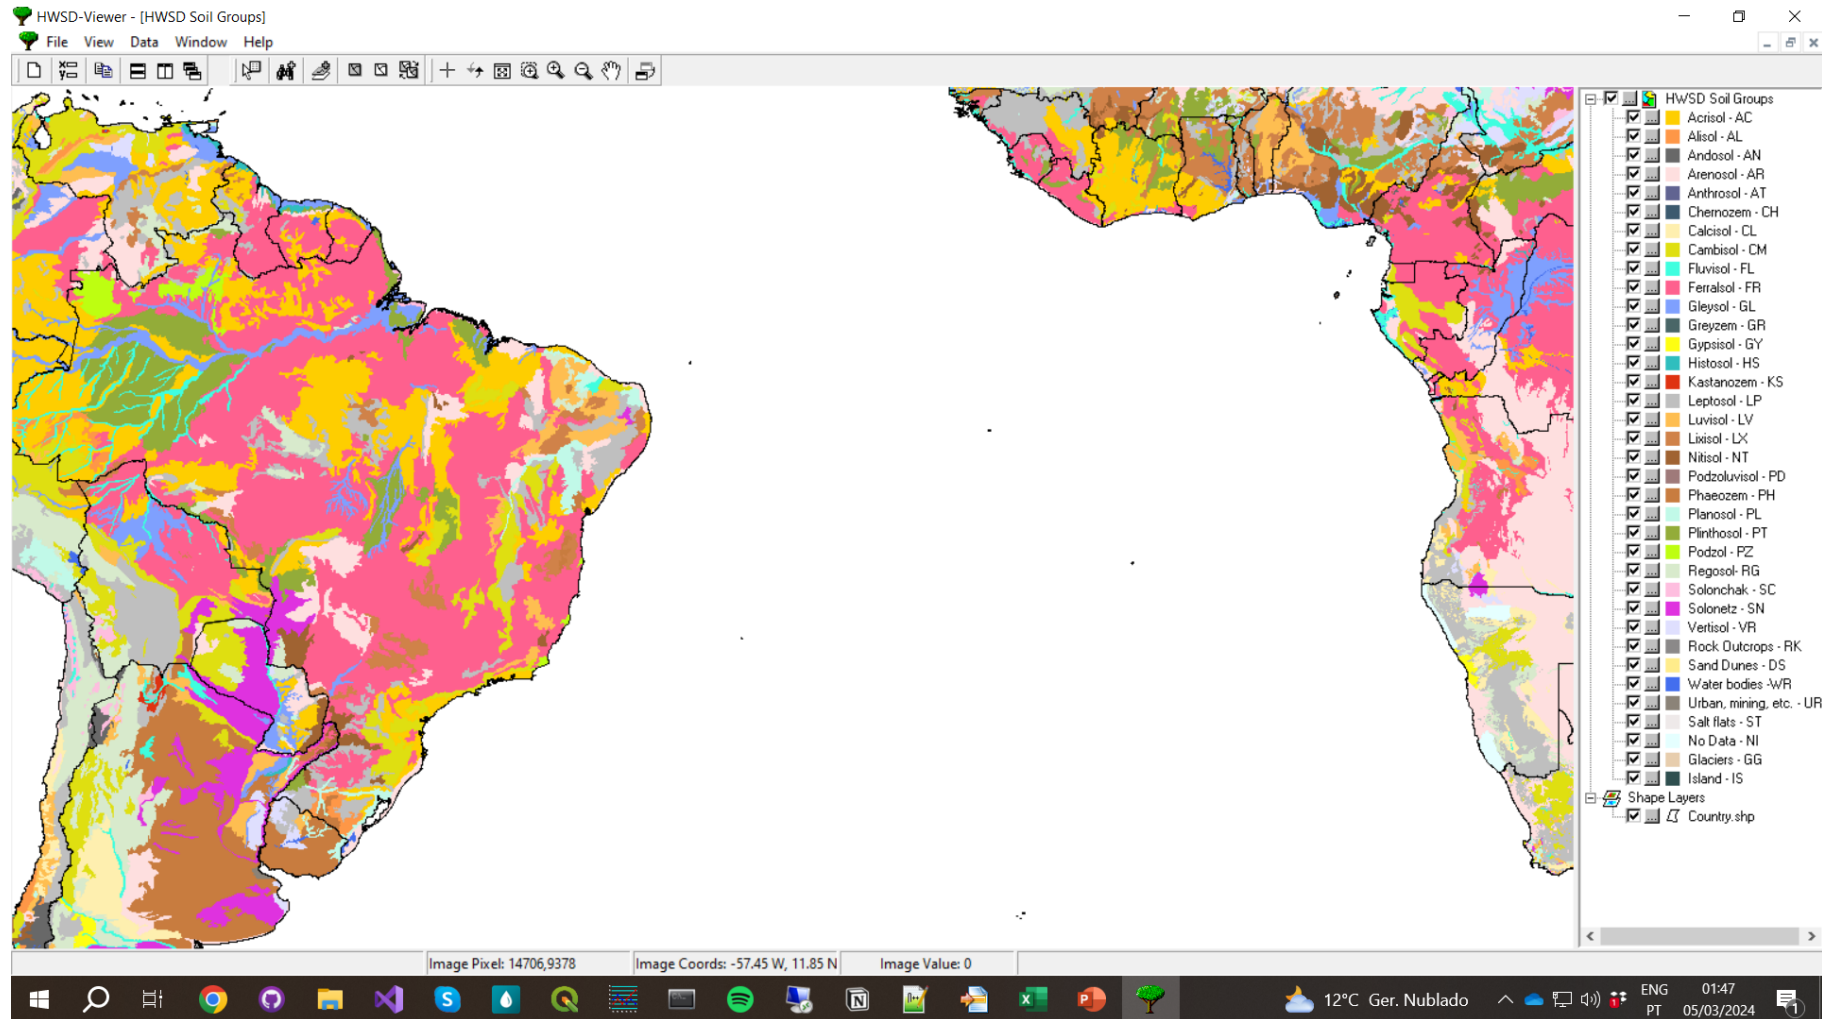 HWSD-Viewer - [HWSD Soil Groups]
File View Data Window Help
HWSD Soil Groups
Acrisol - AC
Alisol - AL
Andosol - AN
Arenosol - AR
Anthrosol - AT
Chernozem - CH
Calcisol - CL
Cambisol - CM
Fluvisol - FL
Ferralsol - FR
Gleysol - GL
Greyzem - GR
Gypsisol - GY
Histosol - HS
Kastanozem - KS
Leptosol - LP
Luvisol - LV
Lixisol - LX
Nitisol - NT
Podzoluvisol - PD
Phaeozem - PH
Planosol - PL
Plinthosol - PT
Podzol - PZ
Regosol- RG
Solonchak - SC
Solonetz - SN
Vertisol - VR
Rock Outcrops - RK
Sand Dunes - DS
Water bodies -WR
Urban, mining, etc. - UR
Salt flats - ST
No Data - NI
Glaciers - GG
Island - IS
Shape Layers
Country.shp
Image Pixel: 14706,9378 Image Coords: -57.45 W, 11.85 N Image Value: 0
12°C Ger. Nublado
ENG
PT
01:47
05/03/2024
1